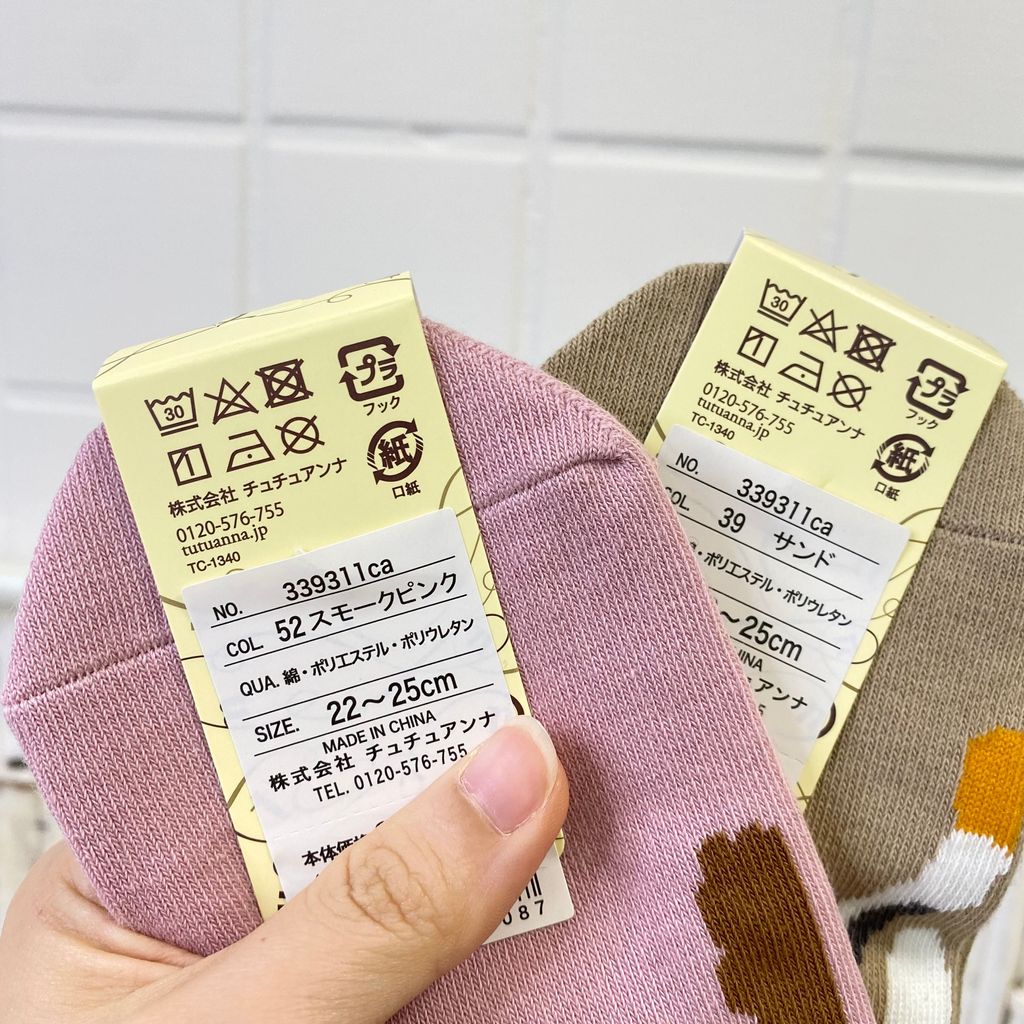 30
プラ
フック
紙
口紙
株式会社 チュチュアンナ
0120-576-755
tutuanna.jp
TC-1340
NO. 339311ca
COL. 52スモークピンク
QUA. 綿・ポリエステル・ポリウレタン
SIZE. 22～25cm
MADE IN CHINA
株式会社 チュチュアンナ
TEL. 0120-576-755
本体価格
087
30
プラ
フック
紙
口紙
株式会社 チュチュアンナ
0120-576-755
tutuanna.jp
TC-1340
NO. 339311ca
COL. 39 サンド
・ポリエステル・ポリウレタン
～25cm
INA
アンナ